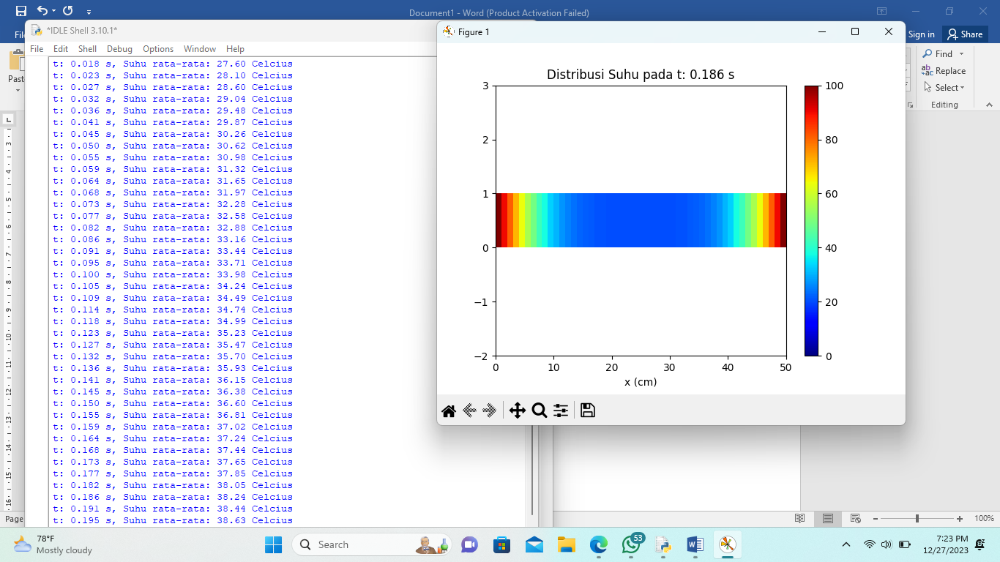 Document1 - Word (Product Activation Failed)
Sign in
Share
Find
Replace
Select
Editing
*IDLE Shell 3.10.1*
File Edit Shell Debug Options Window Help
t: 0.018 s, Suhu rata-rata: 27.60 Celcius
t: 0.023 s, Suhu rata-rata: 28.10 Celcius
t: 0.027 s, Suhu rata-rata: 28.60 Celcius
t: 0.032 s, Suhu rata-rata: 29.04 Celcius
t: 0.036 s, Suhu rata-rata: 29.48 Celcius
t: 0.041 s, Suhu rata-rata: 29.87 Celcius
t: 0.045 s, Suhu rata-rata: 30.26 Celcius
t: 0.050 s, Suhu rata-rata: 30.62 Celcius
t: 0.055 s, Suhu rata-rata: 30.98 Celcius
t: 0.059 s, Suhu rata-rata: 31.32 Celcius
t: 0.064 s, Suhu rata-rata: 31.65 Celcius
t: 0.068 s, Suhu rata-rata: 31.97 Celcius
t: 0.073 s, Suhu rata-rata: 32.28 Celcius
t: 0.077 s, Suhu rata-rata: 32.58 Celcius
t: 0.082 s, Suhu rata-rata: 32.88 Celcius
t: 0.086 s, Suhu rata-rata: 33.16 Celcius
t: 0.091 s, Suhu rata-rata: 33.44 Celcius
t: 0.095 s, Suhu rata-rata: 33.71 Celcius
t: 0.100 s, Suhu rata-rata: 33.98 Celcius
t: 0.105 s, Suhu rata-rata: 34.24 Celcius
t: 0.109 s, Suhu rata-rata: 34.49 Celcius
t: 0.114 s, Suhu rata-rata: 34.74 Celcius
t: 0.118 s, Suhu rata-rata: 34.99 Celcius
t: 0.123 s, Suhu rata-rata: 35.23 Celcius
t: 0.127 s, Suhu rata-rata: 35.47 Celcius
t: 0.132 s, Suhu rata-rata: 35.70 Celcius
t: 0.136 s, Suhu rata-rata: 35.93 Celcius
t: 0.141 s, Suhu rata-rata: 36.15 Celcius
t: 0.145 s, Suhu rata-rata: 36.38 Celcius
t: 0.150 s, Suhu rata-rata: 36.60 Celcius
t: 0.155 s, Suhu rata-rata: 36.81 Celcius
t: 0.159 s, Suhu rata-rata: 37.02 Celcius
t: 0.164 s, Suhu rata-rata: 37.24 Celcius
t: 0.168 s, Suhu rata-rata: 37.44 Celcius
t: 0.173 s, Suhu rata-rata: 37.65 Celcius
t: 0.177 s, Suhu rata-rata: 37.85 Celcius
t: 0.182 s, Suhu rata-rata: 38.05 Celcius
t: 0.186 s, Suhu rata-rata: 38.24 Celcius
t: 0.191 s, Suhu rata-rata: 38.44 Celcius
t: 0.195 s, Suhu rata-rata: 38.63 Celcius
Figure 1
Distribusi Suhu pada t: 0.186 s
3
2
1
0
−1
−2
0 10 20 30 40 50
x (cm)
100
80
60
40
20
0
Page
100%
78°F
Mostly cloudy
Search
53
7:23 PM
12/27/2023